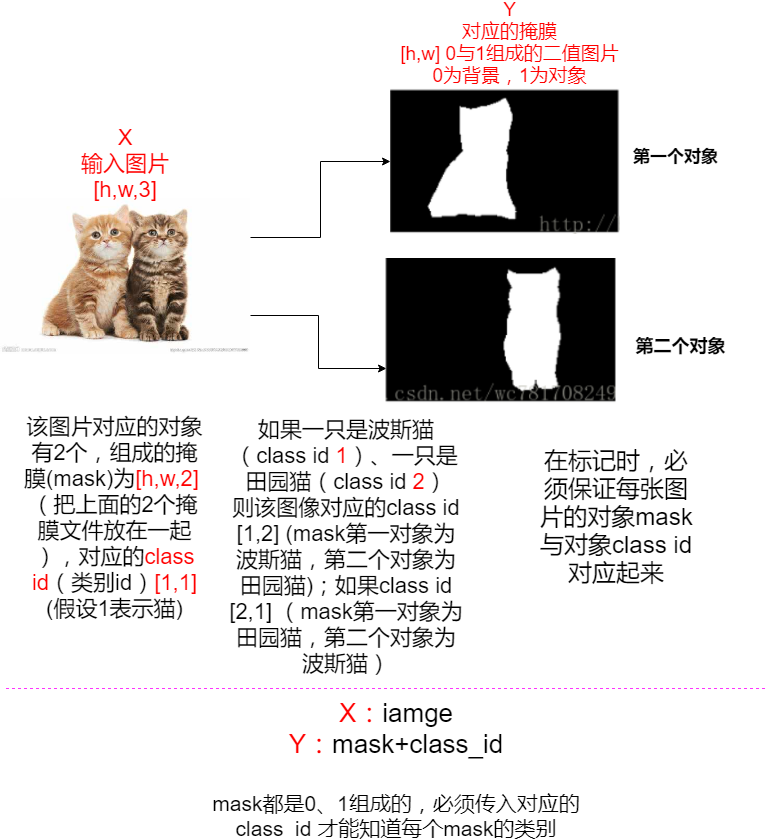 Y
对应的掩膜
[h,w] 0与1组成的二值图片
0为背景，1为对象
X
输入图片
[h,w,3]
第一个对象
http://
第二个对象
csdn.net/wc781708249
该图片对应的对象
有2个，组成的掩
膜(mask)为[h,w,2]
（把上面的2个掩
膜文件放在一起
），对应的class
id（类别id）[1,1]
(假设1表示猫)
如果一只是波斯猫
（class id 1）、一只是
田园猫（class id 2）
则该图像对应的class id
[1,2] (mask第一对象为
波斯猫，第二个对象为
田园猫)；如果class id
[2,1] （mask第一对象为
田园猫，第二个对象为
波斯猫）
在标记时，必
须保证每张图
片的对象mask
与对象class id
对应起来
X：iamge
Y：mask+class_id
mask都是0、1组成的，必须传入对应的
class_id 才能知道每个mask的类别